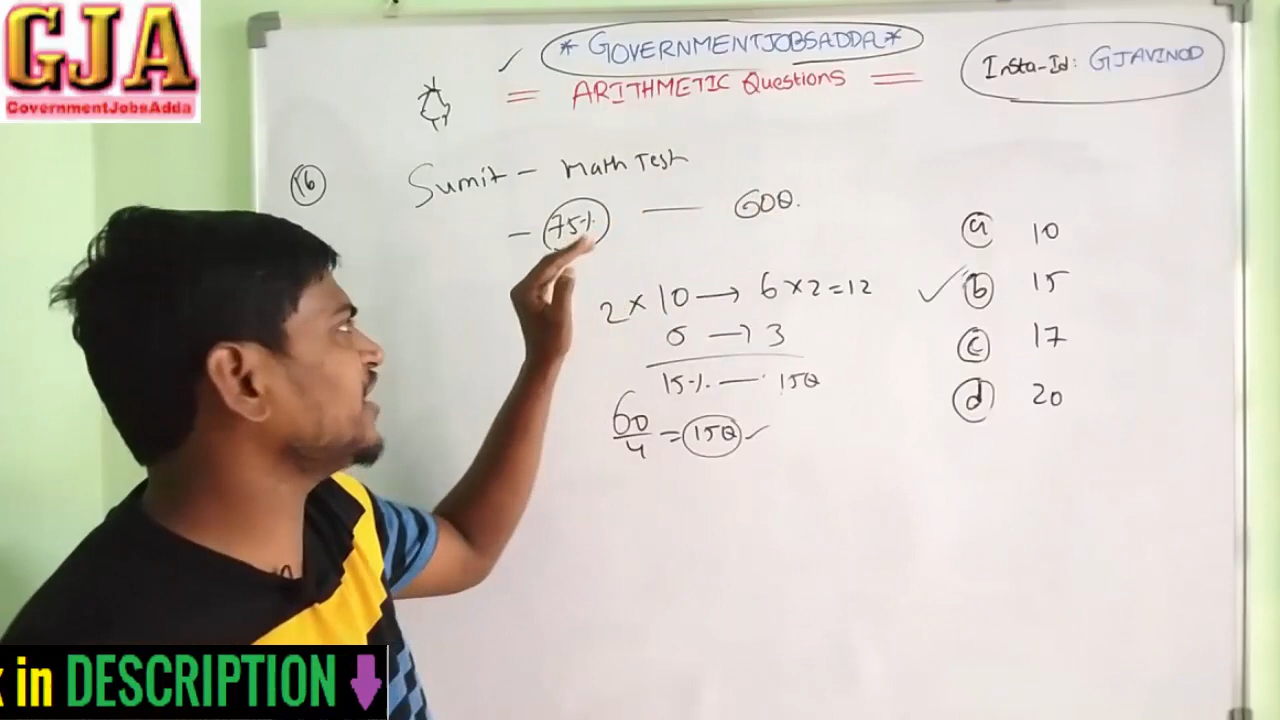 GJA
GovernmentJobsAdda
* GOVERNMENTJOBSADDA *
= ARITHMETIC Questions =
Insta-Id: GJAVINOD
16
Sumit - Math Test
- 75% — 60Q.
2 × 10 → 6 × 2 = 12
5 → 3
15% — 15Q
60/4 = 15Q ✓
a 10
✓ b 15
c 17
d 20
in DESCRIPTION